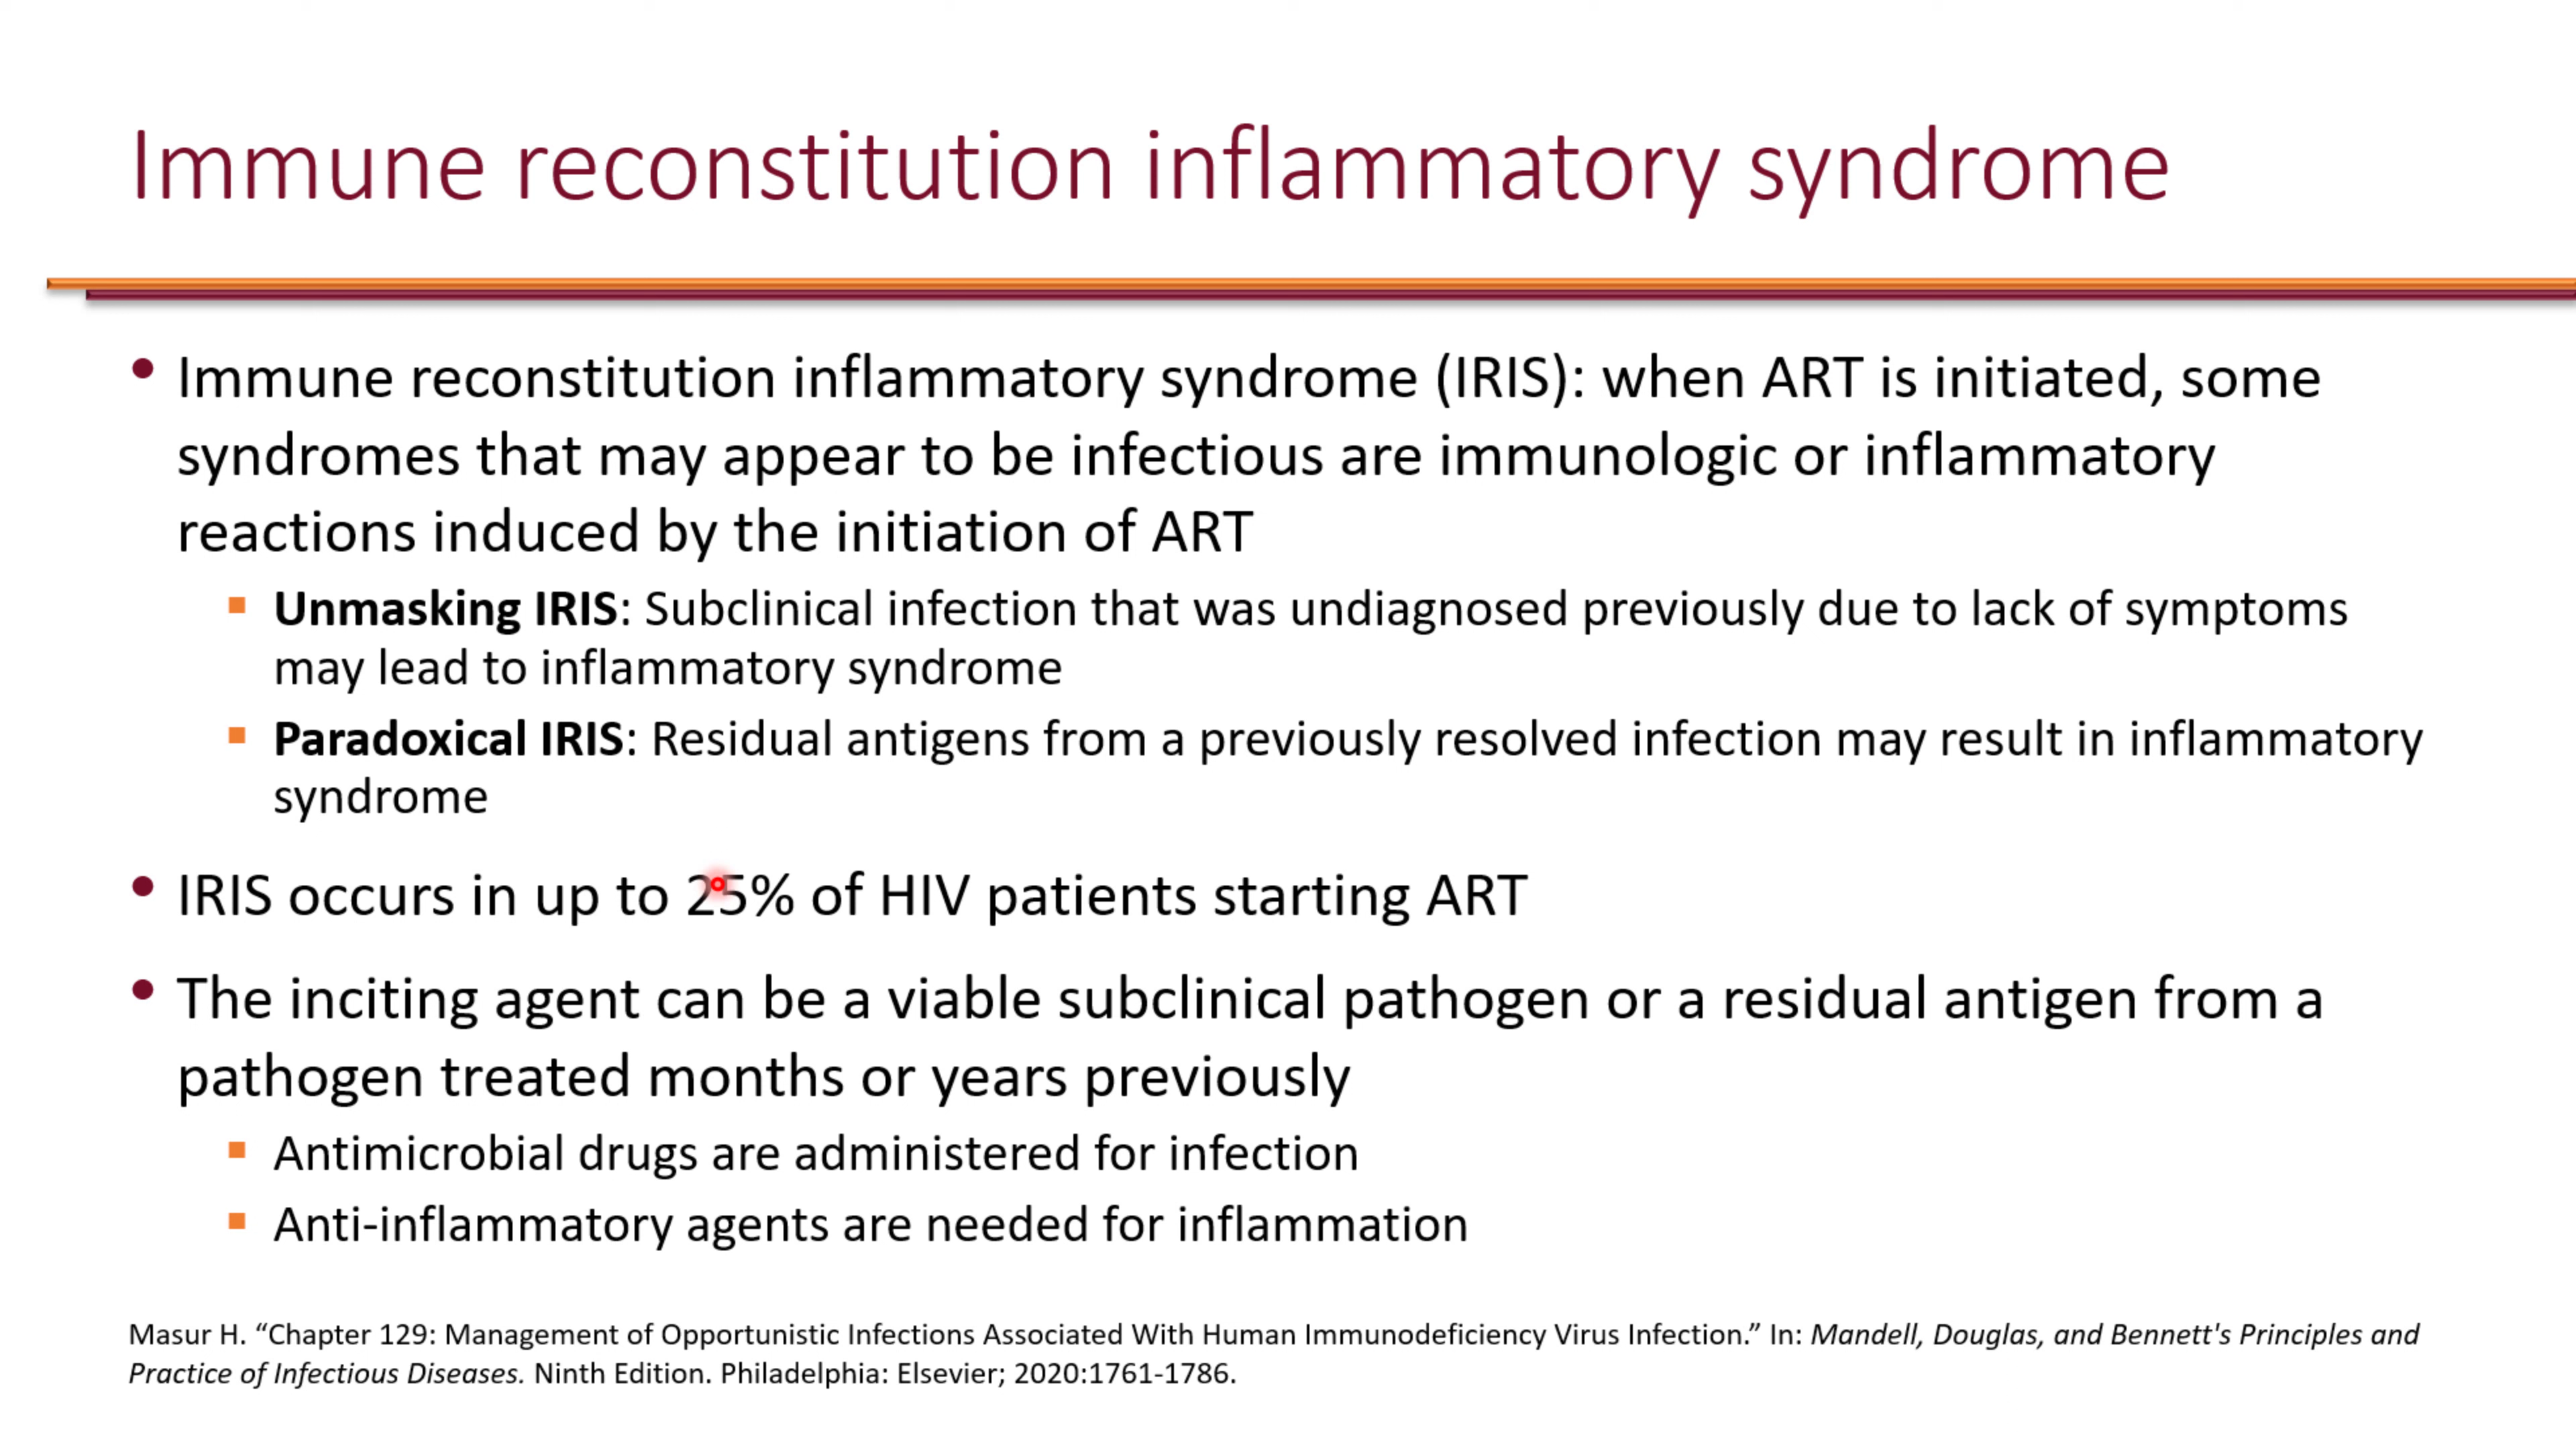 Immune reconstitution inflammatory syndrome
• Immune reconstitution inflammatory syndrome (IRIS): when ART is initiated, some
syndromes that may appear to be infectious are immunologic or inflammatory
reactions induced by the initiation of ART
▪ Unmasking IRIS: Subclinical infection that was undiagnosed previously due to lack of symptoms
may lead to inflammatory syndrome
▪ Paradoxical IRIS: Residual antigens from a previously resolved infection may result in inflammatory
syndrome
• IRIS occurs in up to 25% of HIV patients starting ART
• The inciting agent can be a viable subclinical pathogen or a residual antigen from a
pathogen treated months or years previously
▪ Antimicrobial drugs are administered for infection
▪ Anti-inflammatory agents are needed for inflammation
Masur H. “Chapter 129: Management of Opportunistic Infections Associated With Human Immunodeficiency Virus Infection.” In: Mandell, Douglas, and Bennett's Principles and
Practice of Infectious Diseases. Ninth Edition. Philadelphia: Elsevier; 2020:1761-1786.